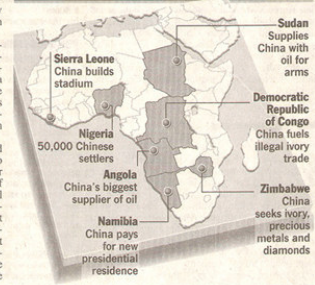 Sudan
Supplies
China with
oil for
arms
Sierra Leone
China builds
stadium
Democratic
Republic
of Congo
China fuels
illegal ivory
trade
Nigeria
50,000 Chinese
settlers
Angola
China's biggest
supplier of oil
Zimbabwe
China
seeks ivory,
precious
metals and
diamonds
Namibia
China pays
for new
presidential
residence